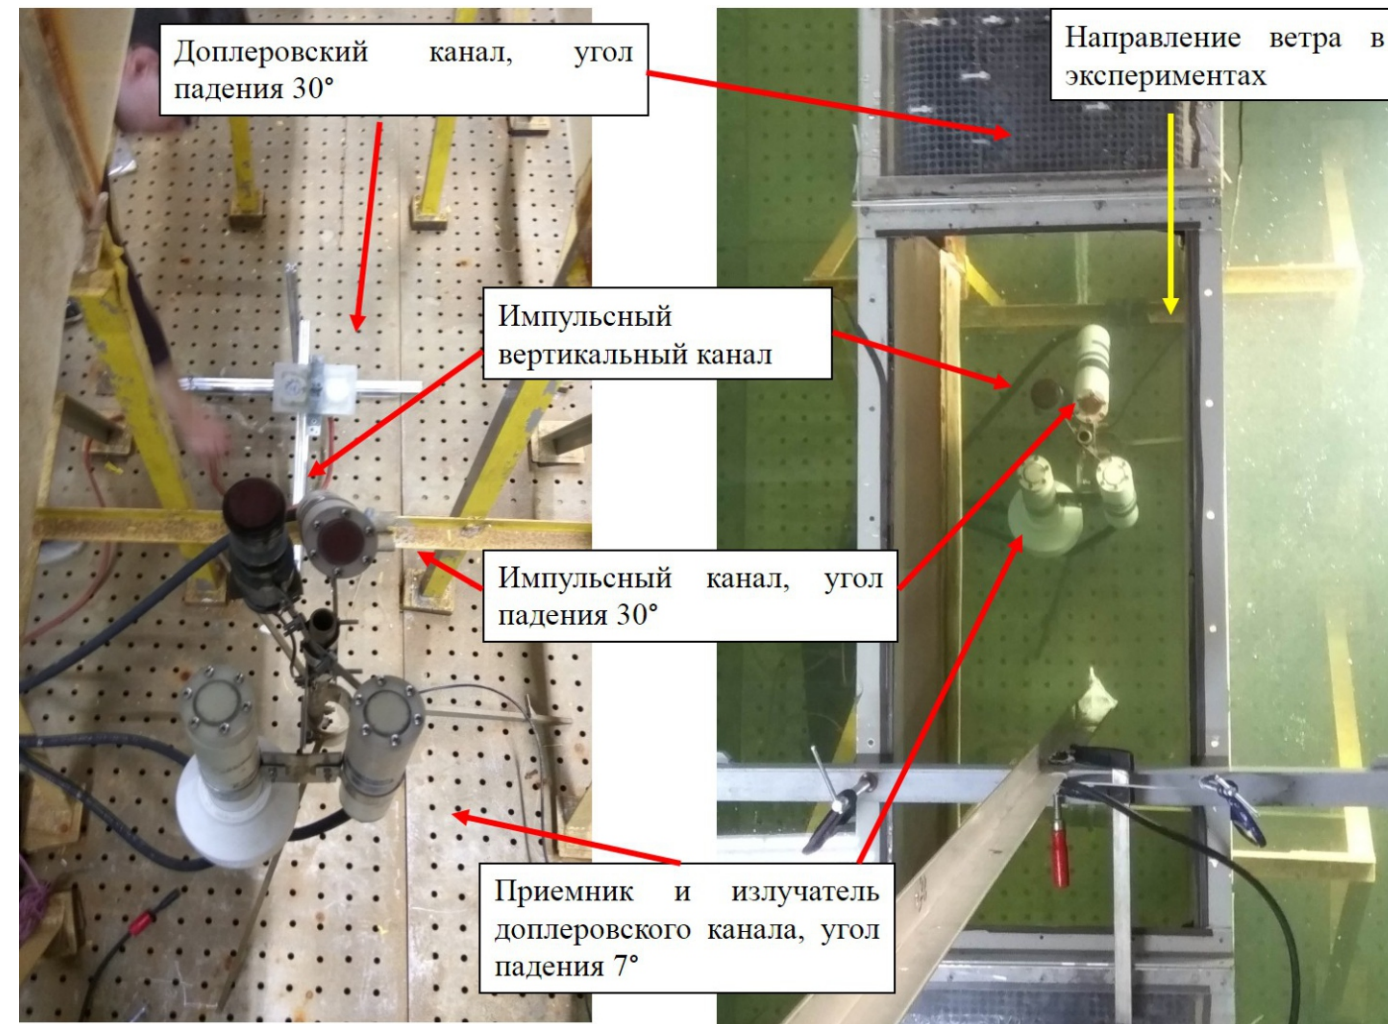 Доплеровский канал, угол
падения 30°
Направление ветра в
экспериментах
Импульсный
вертикальный канал
Импульсный канал, угол
падения 30°
Приемник и излучатель
доплеровского канала, угол
падения 7°